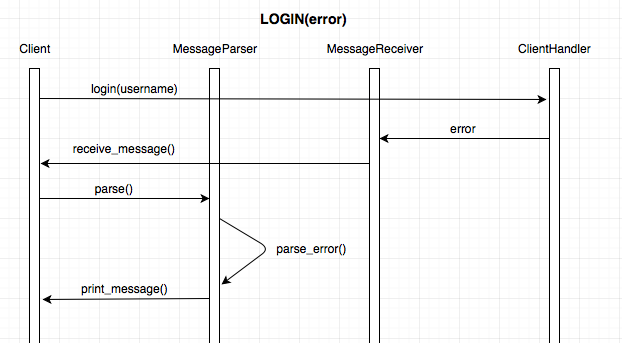 LOGIN(error)
Client MessageParser MessageReceiver ClientHandler
login(username)
error
receive_message()
parse()
parse_error()
print_message()